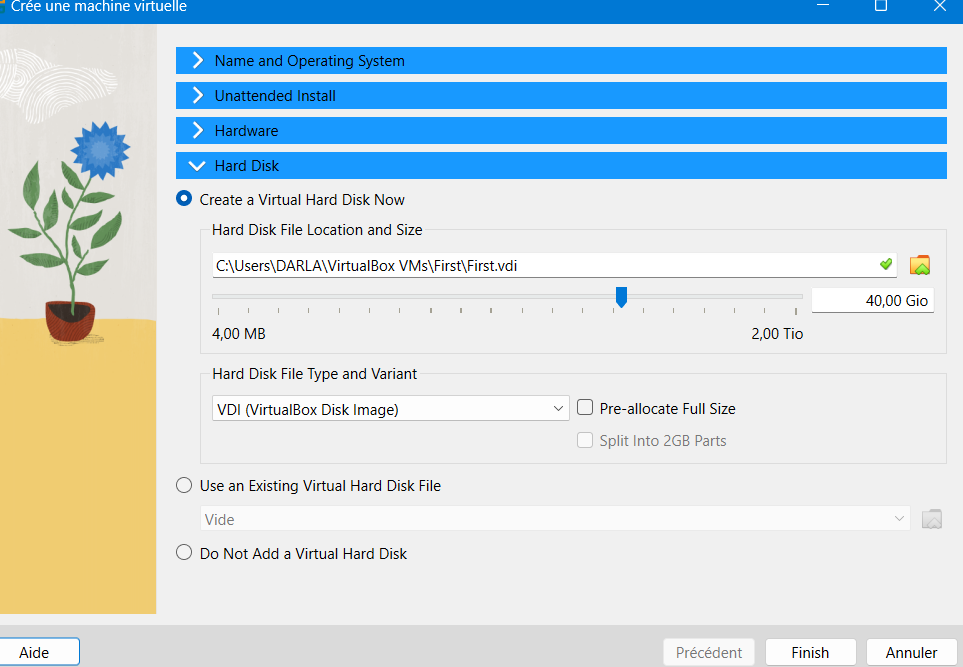 Crée une machine virtuelle
Name and Operating System
Unattended Install
Hardware
Hard Disk
Create a Virtual Hard Disk Now
Hard Disk File Location and Size
C:\Users\DARLA\VirtualBox VMs\First\First.vdi
40,00 Gio
4,00 MB 2,00 Tio
Hard Disk File Type and Variant
VDI (VirtualBox Disk Image) Pre-allocate Full Size
Split Into 2GB Parts
Use an Existing Virtual Hard Disk File
Vide
Do Not Add a Virtual Hard Disk
Aide Précédent Finish Annuler